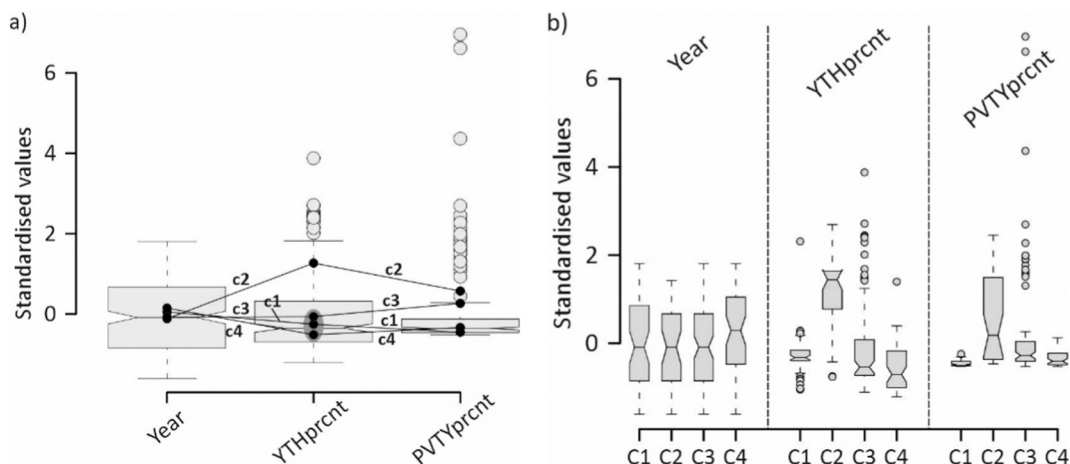 a)
Standardised values
6
4
2
0
c2
c2
c3
c3
c1
c1
c4
c4
Year
YTHprcnt
PVTYprcnt
b)
Standardised values
6
4
2
0
Year
YTHprcnt
PVTYprcnt
C1 C2 C3 C4 C1 C2 C3 C4 C1 C2 C3 C4